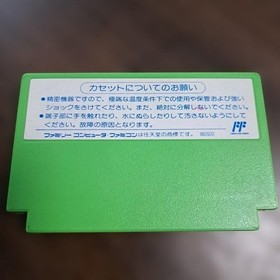 カセットについてのお願い
●精密機器ですので、極端な温度条件下での使用や保管および強い
ショックをさけてください。また、絶対に分解しないでください。
●端子部に手を触れたり、水にぬらしたりして汚さないようにして
ください。故障の原因となります。
ファミリーコンピュータ・ファミコンは任天堂の商標です。
FF